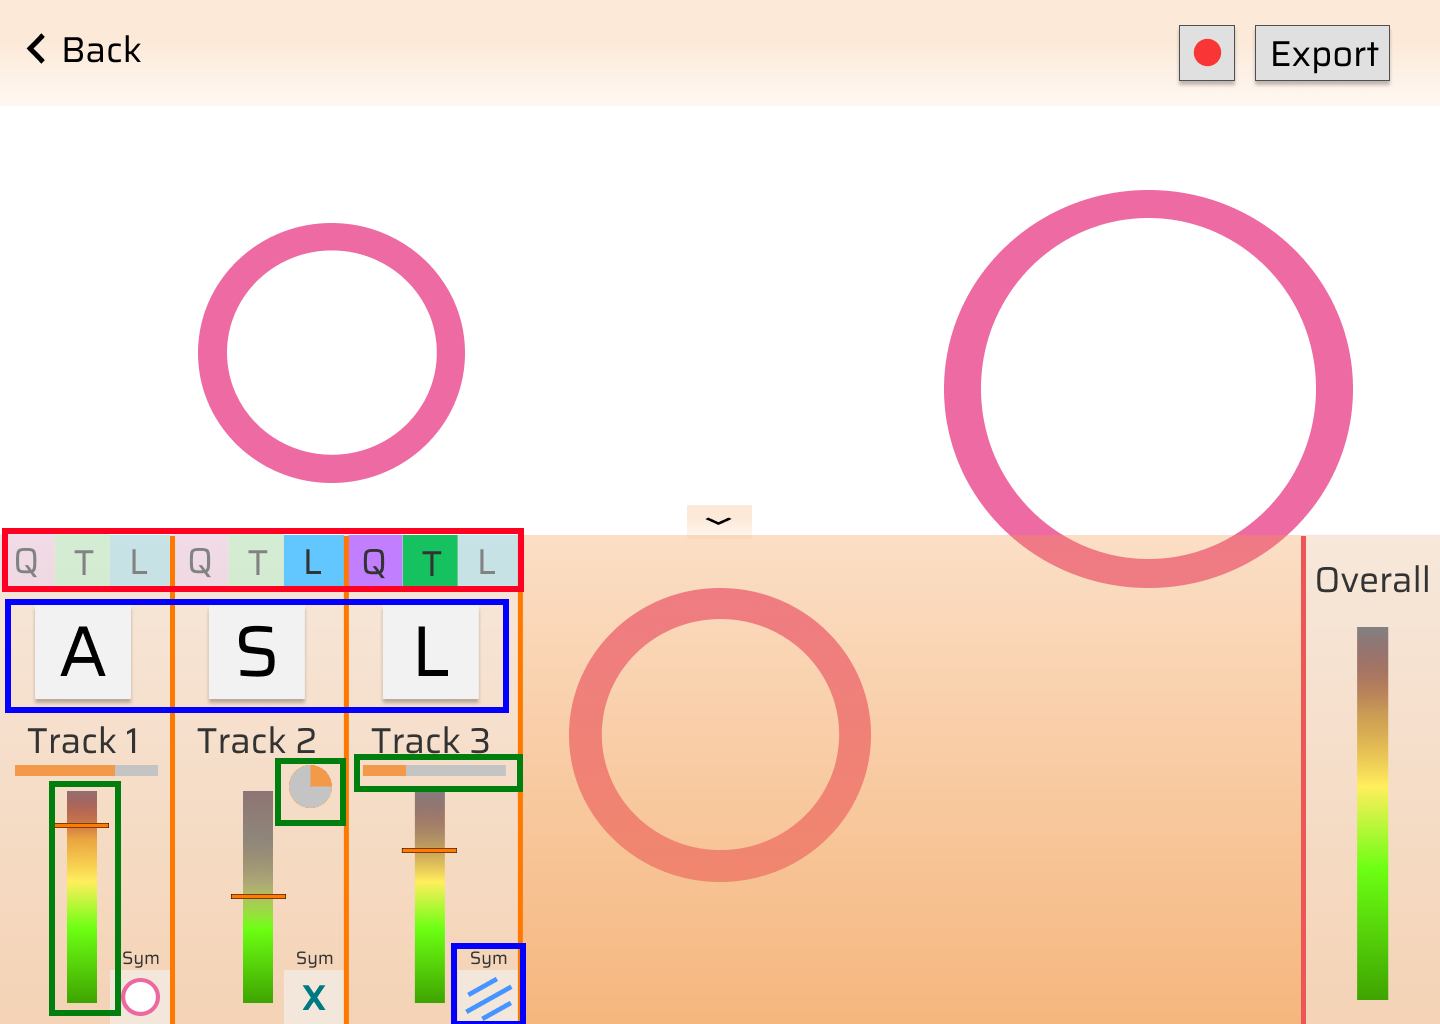 Back
Export
Q T L Q T L Q T L
Overall
A S L
Track 1 Track 2 Track 3
Sym Sym Sym
X